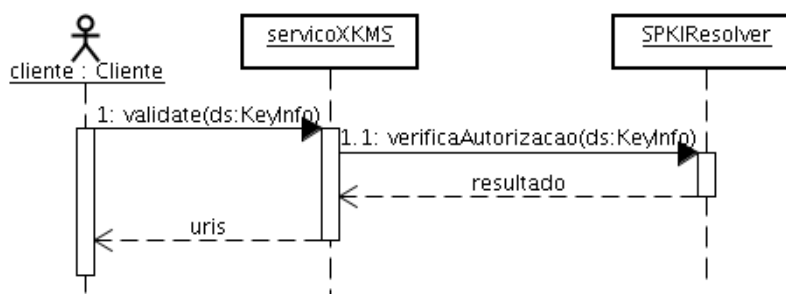 servicoXKMS
SPKIResolver
cliente : Cliente
1: validate(ds:KeyInfo)
1.1: verificaAutorizacao(ds:KeyInfo)
resultado
uris